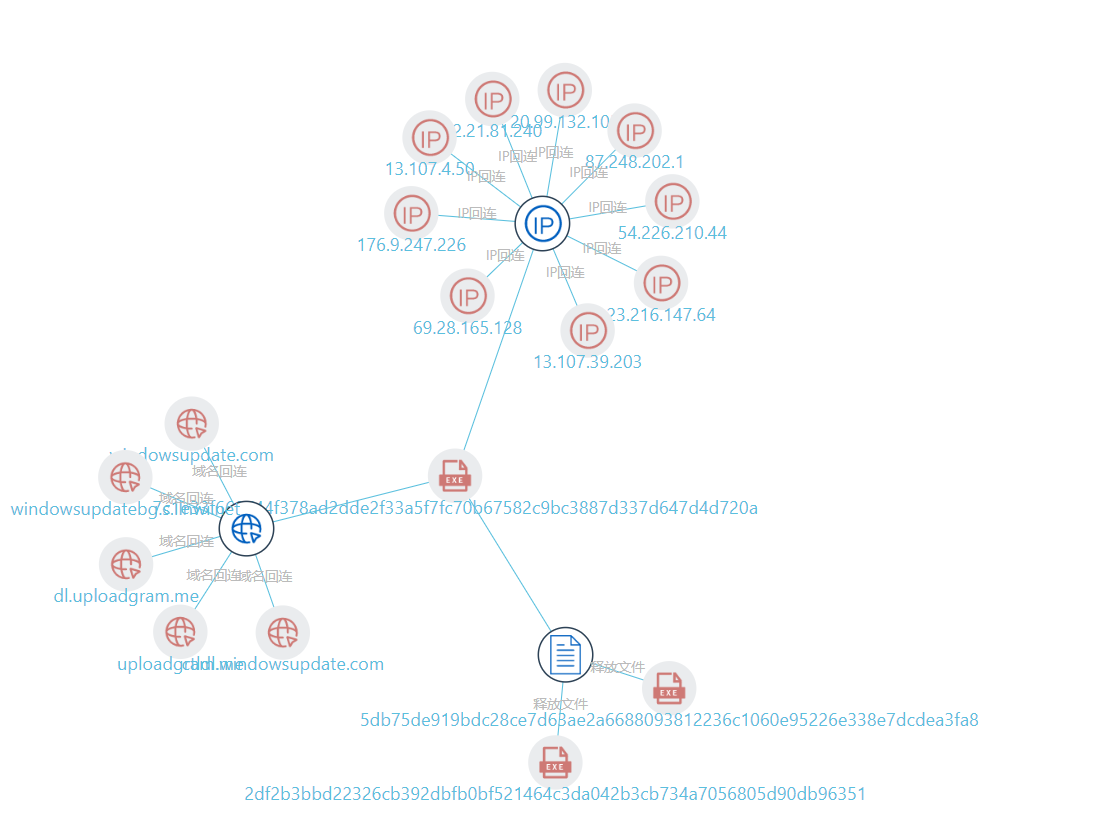 IP
IP
20.99.132.10
2.21.81.240
IP
IP
87.248.202.1
13.107.4.50
IP回连
IP回连
IP回连
IP回连
IP
IP
IP回连
IP回连
IP
54.226.210.44
176.9.247.226
IP回连
IP回连
IP回连
IP
IP
23.216.147.64
69.28.165.128
IP
13.107.39.203
windowsupdate.com
域名回连
EXE
域名回连
windowsupdatebg.s.llnwi.net
44f378ad2dde2f33a5f7fc70b67582c9bc3887d337d647d4d720a
域名回连
域名回连
域名回连
dl.uploadgram.me
uploadgram.me
ctldl.windowsupdate.com
释放文件
EXE
释放文件
5db75de919bdc28ce7d63ae2a6688093812236c1060e95226e338e7dcdea3fa8
EXE
2df2b3bbd22326cb392dbfb0bf521464c3da042b3cb734a7056805d90db96351